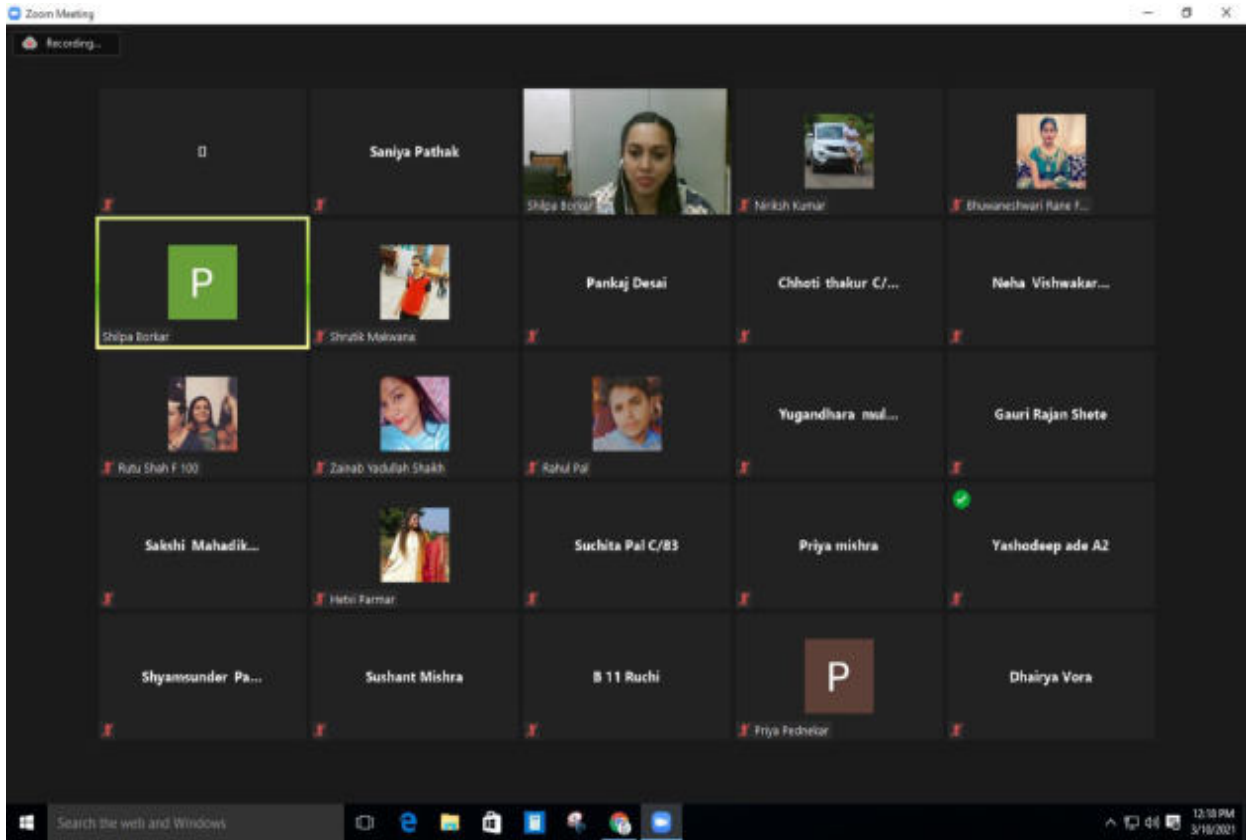 Zoom Meeting
Recording...
Saniya Pathak
Shilpa Borkar
Niriksh Kumar
Bhuwaneshwari Rane F...
P
Shilpa Borkar
Shrutik Makwana
Pankaj Desai
Chhoti thakur C/...
Neha Vishwakar...
Rutu Shah F 100
Zainab Yadullah Shaikh
Rahul Pal
Yugandhara mul...
Gauri Rajan Shete
Sakshi Mahadik...
Hetvi Parmar
Suchita Pal C/83
Priya mishra
Yashodeep ade A2
Shyamsunder Pa...
Sushant Mishra
B 11 Ruchi
P
Priya Pednekar
Dhairya Vora
Search the web and Windows
12:18 PM
3/18/2021